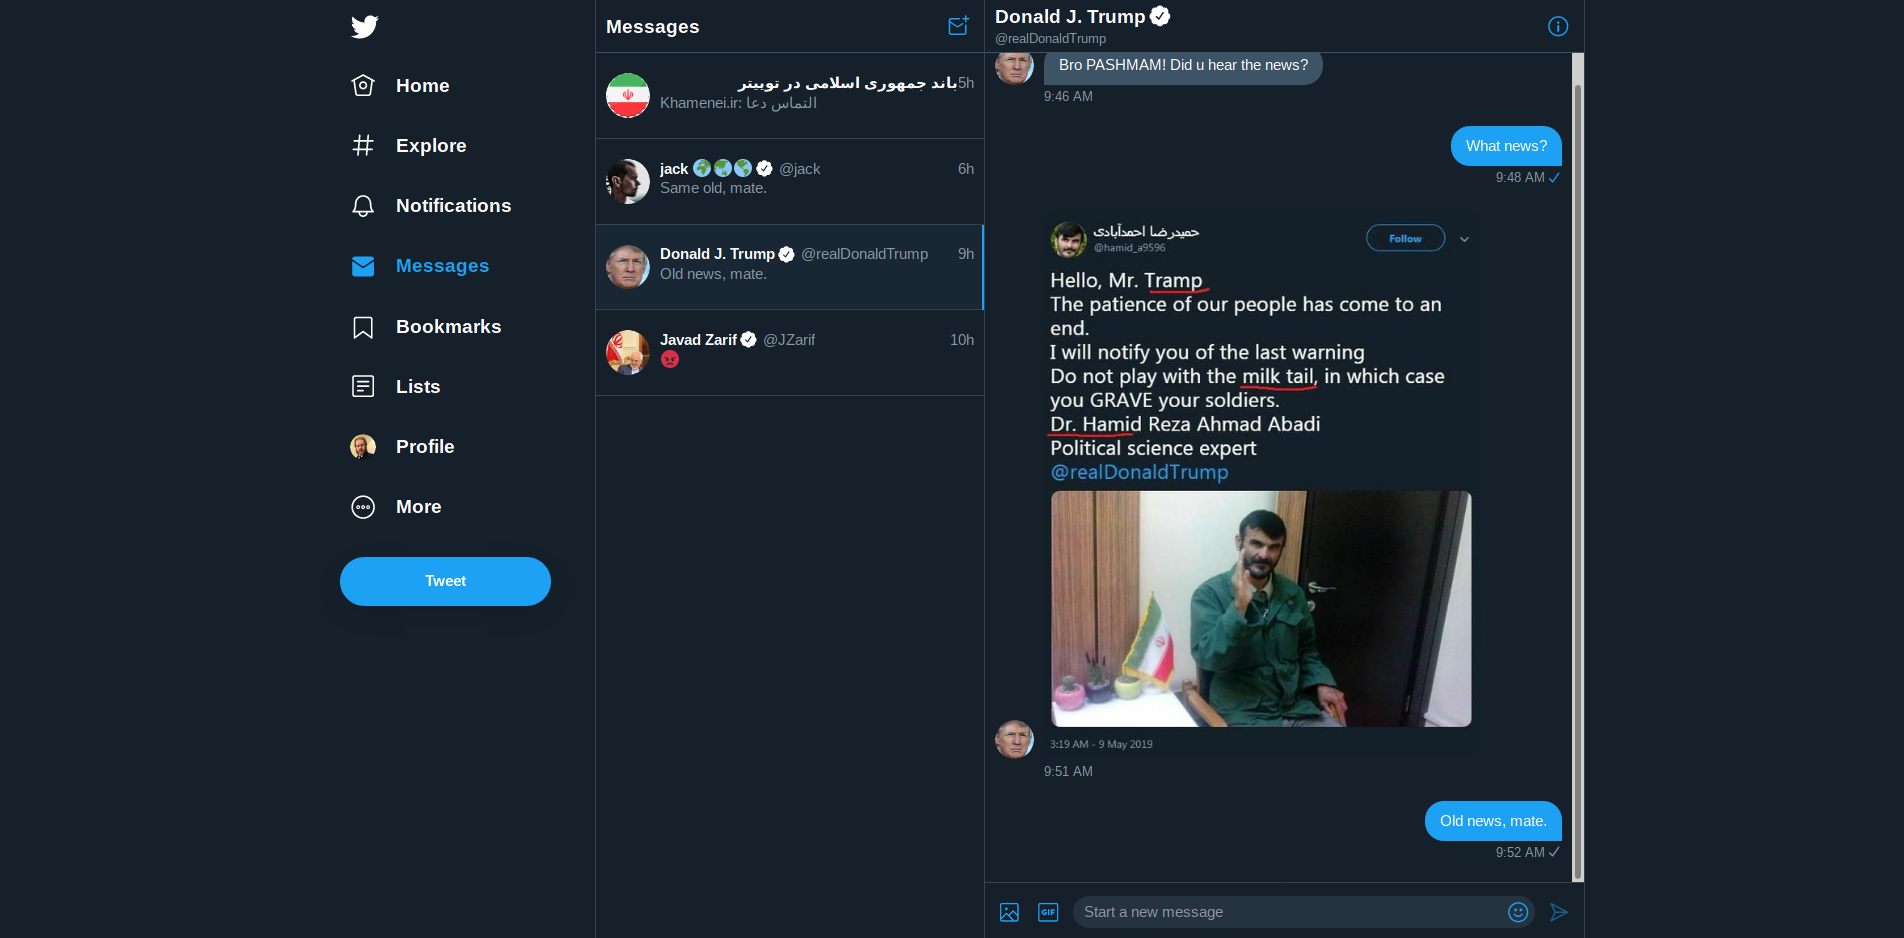 Home
Explore
Notifications
Messages
Bookmarks
Lists
Profile
More
Tweet
Messages
باند جمهوری اسلامی در توییتر 5h
Khamenei.ir: التماس دعا
jack 🌍🌏🌎 @jack 6h
Same old, mate.
Donald J. Trump @realDonaldTrump 9h
Old news, mate.
Javad Zarif @JZarif 10h
😡
Donald J. Trump
@realDonaldTrump
Bro PASHMAM! Did u hear the news?
9:46 AM
What news?
9:48 AM
حمیدرضا احمدآبادی
@hamid_a9596
Follow
Hello, Mr. Tramp
The patience of our people has come to an
end.
I will notify you of the last warning
Do not play with the milk tail, in which case
you GRAVE your soldiers.
Dr. Hamid Reza Ahmad Abadi
Political science expert
@realDonaldTrump
3:19 AM - 9 May 2019
9:51 AM
Old news, mate.
9:52 AM
GIF
Start a new message